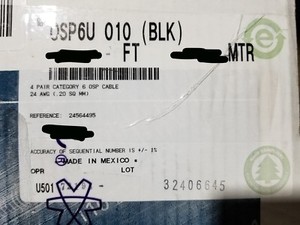 OSP6U 010 (BLK)
FT MTR
4 PAIR CATEGORY 6 OSP CABLE
24 AWG (.20 SQ MM)
REFERENCE: 24564495
ACCURACY OF SEQUENTIAL NUMBER IS +/- 1%
MADE IN MEXICO *
OPR LOT
U501 32406645